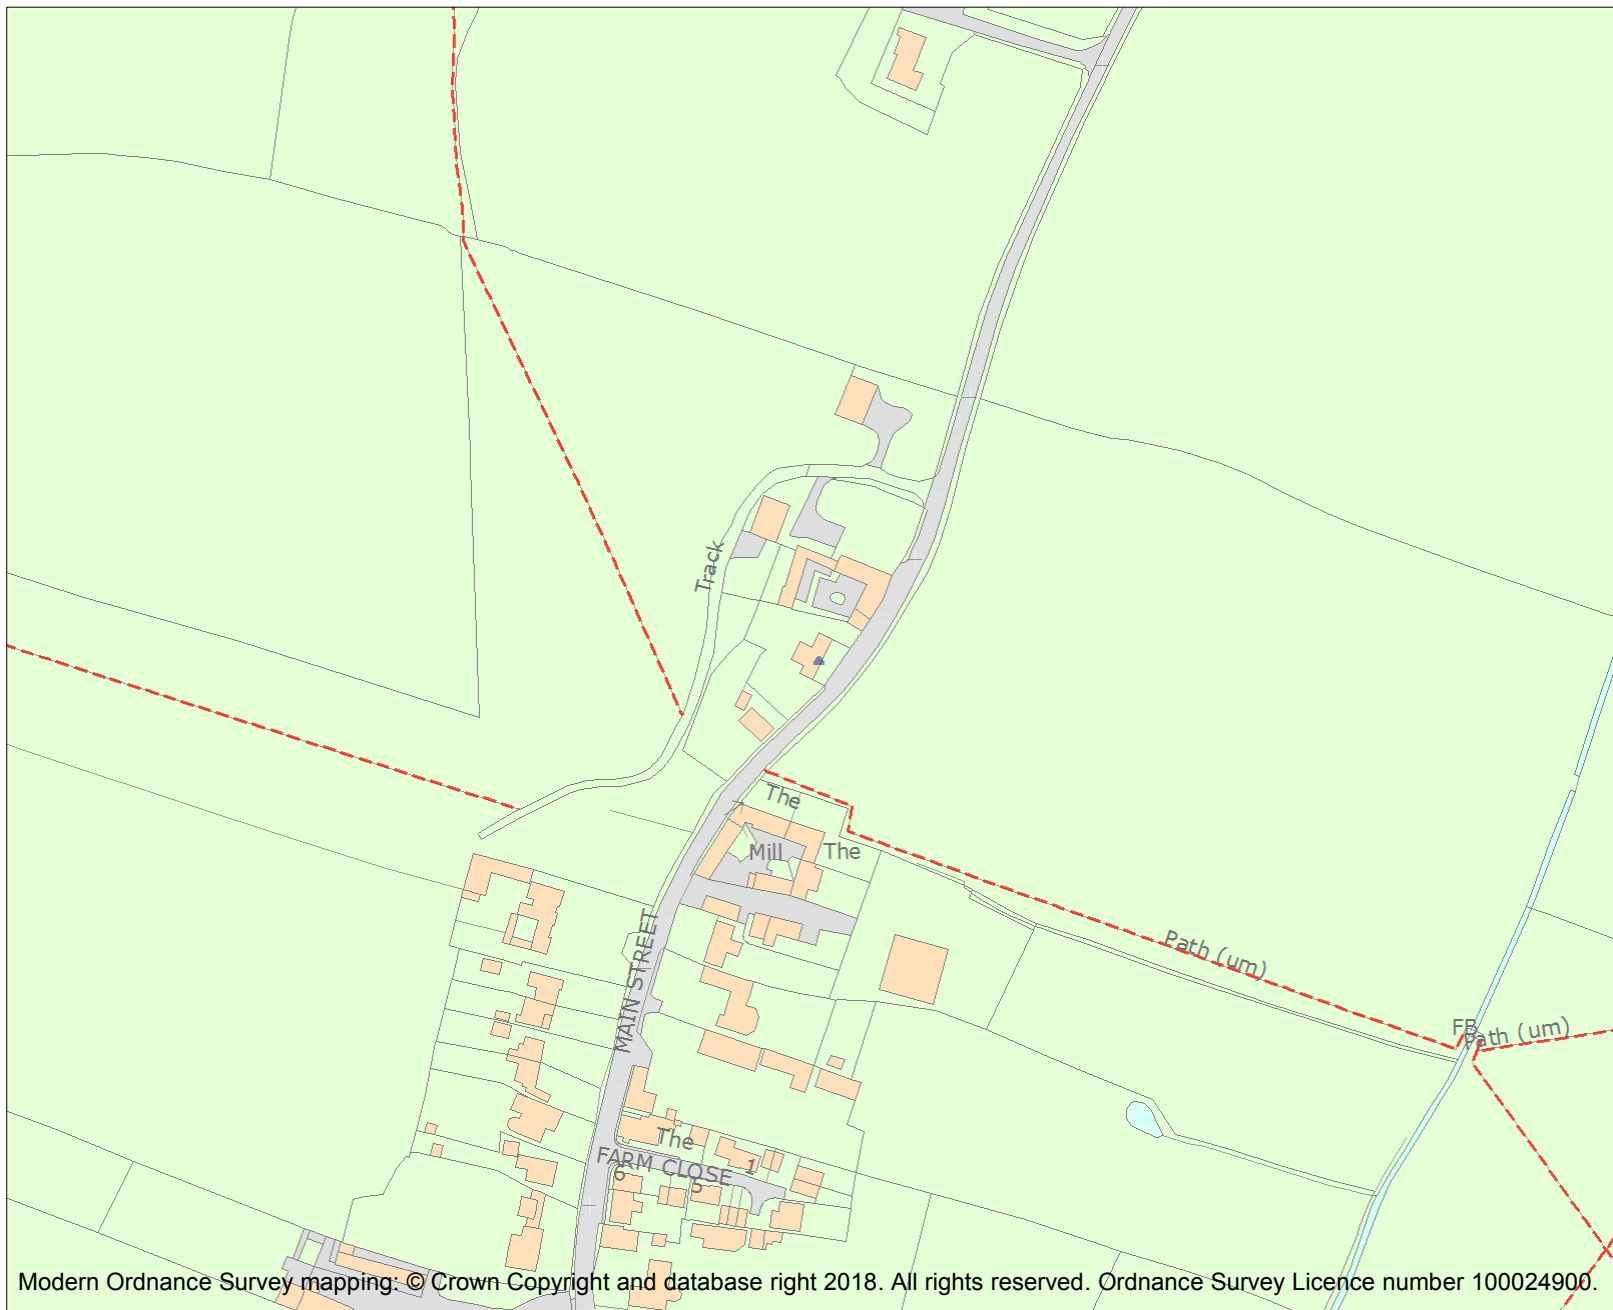 Track
The
Mill
The
MAIN STREET
Path (um)
FB
Path (um)
The
FARM CLOSE
1
6
5
Modern Ordnance Survey mapping: © Crown Copyright and database right 2018. All rights reserved. Ordnance Survey Licence number 100024900.